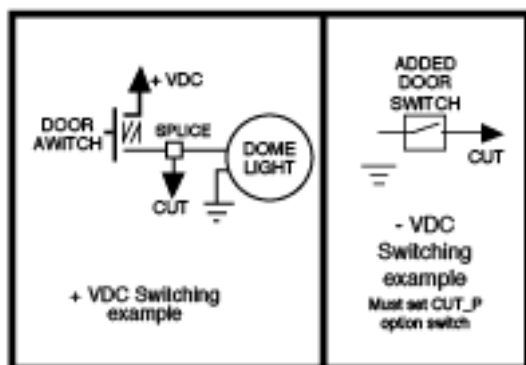 + VDC
DOOR
AWITCH
SPLICE
DOME
LIGHT
CUT
+ VDC Switching
example
ADDED
DOOR
SWITCH
CUT
- VDC
Switching
example
Must set CUT_P
option switch